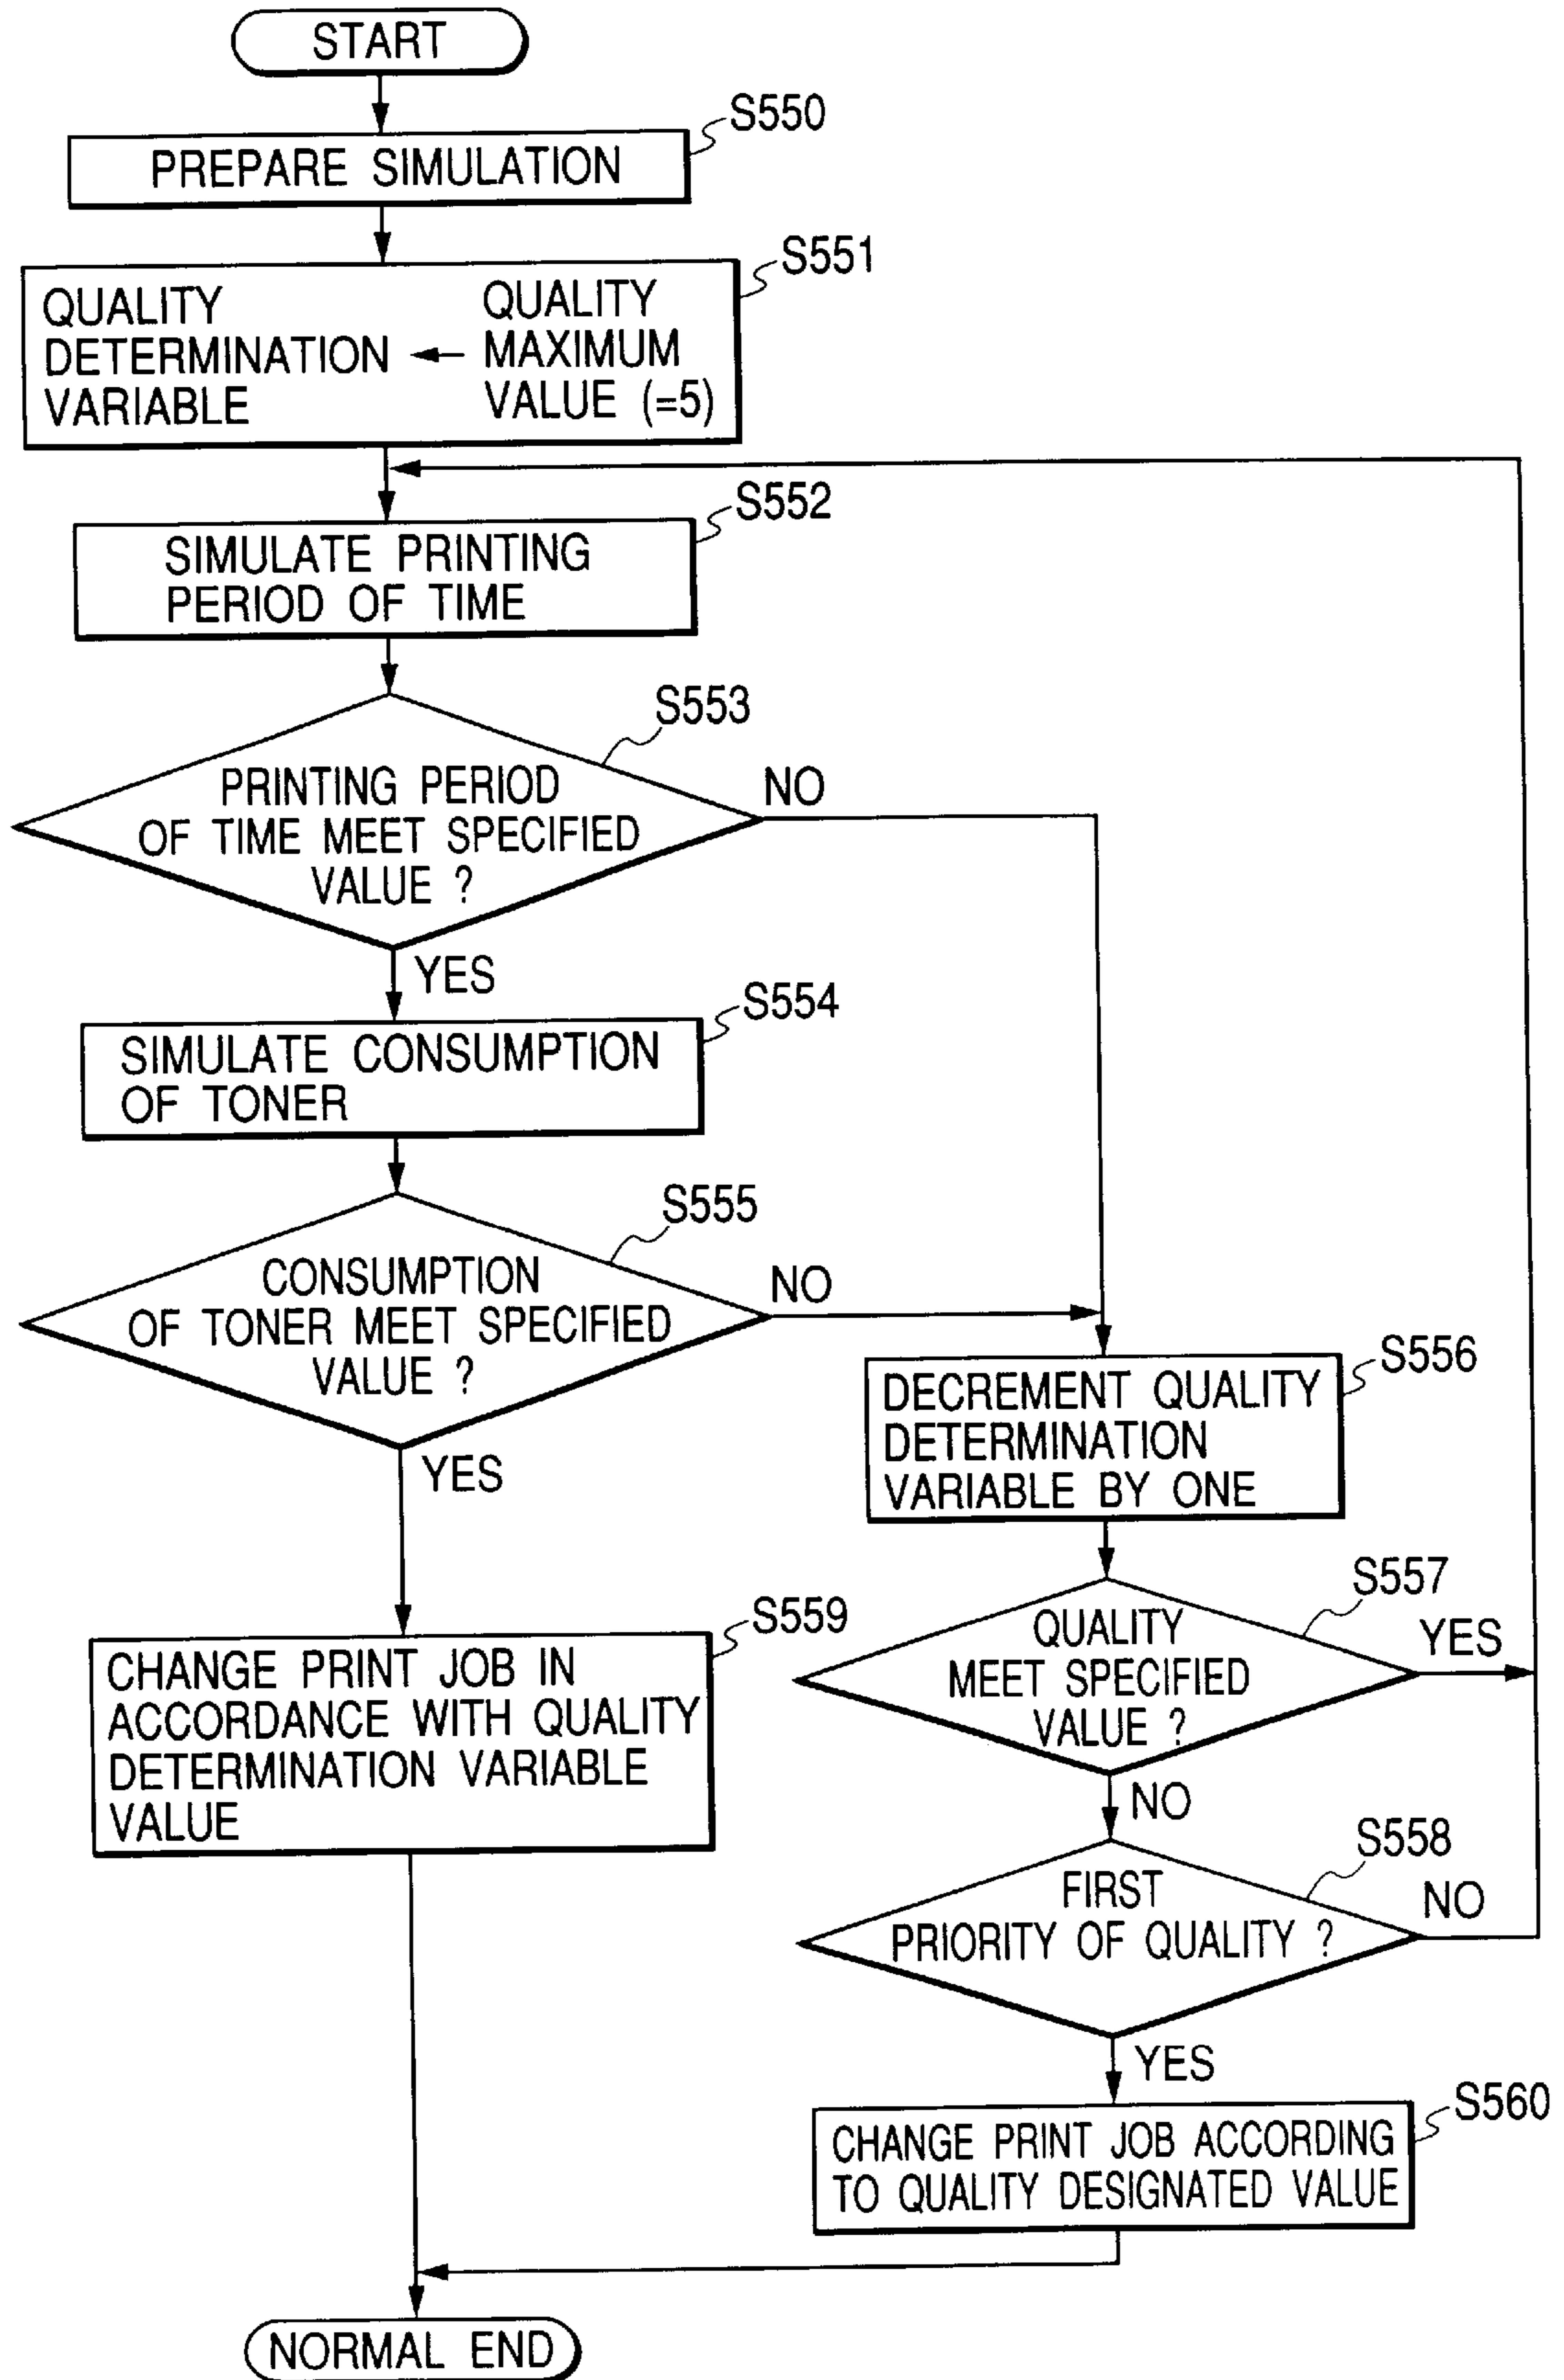 START
S550
PREPARE SIMULATION
S551
QUALITY
DETERMINATION
VARIABLE
←
QUALITY
MAXIMUM
VALUE (=5)
S552
SIMULATE PRINTING
PERIOD OF TIME
S553
PRINTING PERIOD
OF TIME MEET SPECIFIED
VALUE ?
NO
YES
S554
SIMULATE CONSUMPTION
OF TONER
S555
CONSUMPTION
OF TONER MEET SPECIFIED
VALUE ?
NO
YES
S556
DECREMENT QUALITY
DETERMINATION
VARIABLE BY ONE
S557
QUALITY
MEET SPECIFIED
VALUE ?
YES
NO
S559
CHANGE PRINT JOB IN
ACCORDANCE WITH QUALITY
DETERMINATION VARIABLE
VALUE
S558
FIRST
PRIORITY OF QUALITY ?
NO
YES
S560
CHANGE PRINT JOB ACCORDING
TO QUALITY DESIGNATED VALUE
NORMAL END